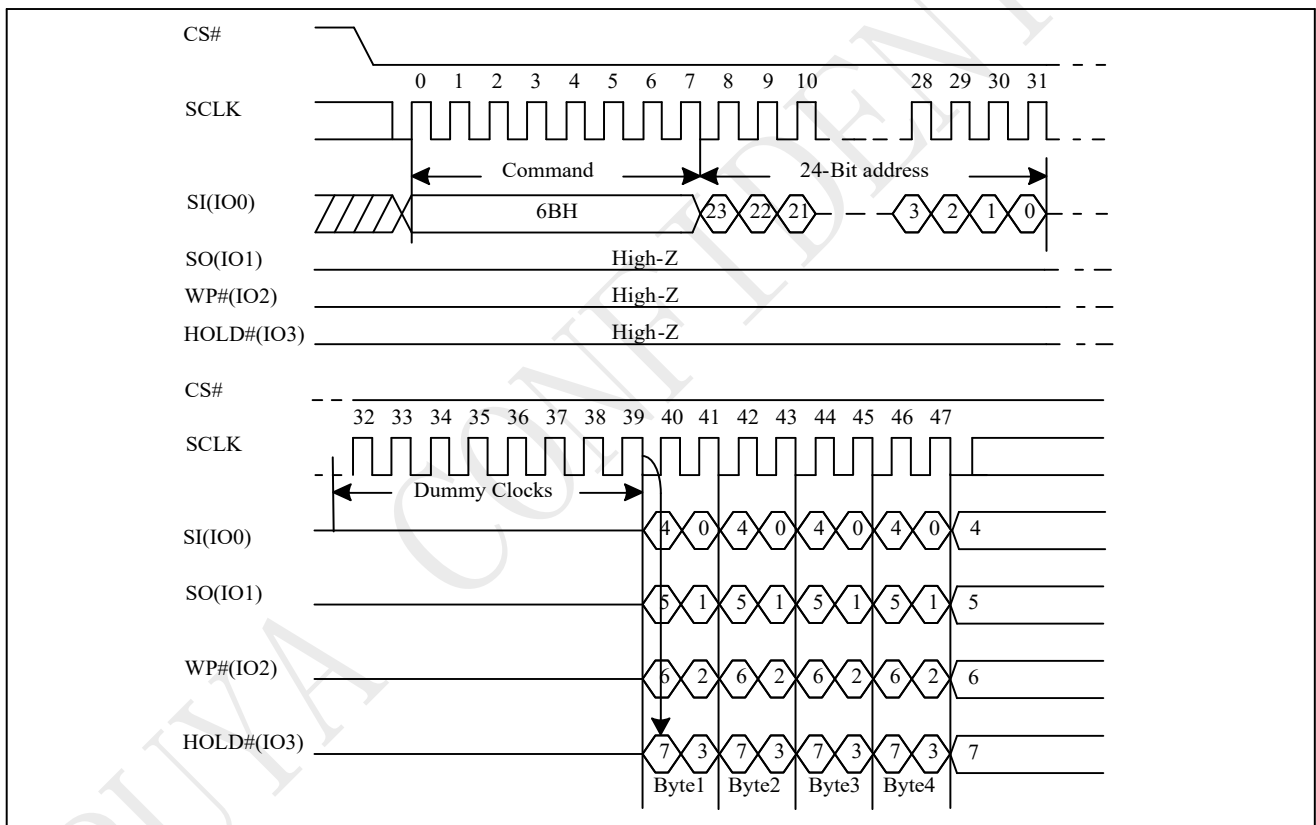 CS#
0 1 2 3 4 5 6 7 8 9 10 28 29 30 31
SCLK
Command 24-Bit address
SI(IO0) 6BH 23 22 21 3 2 1 0
SO(IO1) High-Z
WP#(IO2) High-Z
HOLD#(IO3) High-Z
CS#
32 33 34 35 36 37 38 39 40 41 42 43 44 45 46 47
SCLK
Dummy Clocks
SI(IO0) 4 0 4 0 4 0 4 0 4
SO(IO1) 5 1 5 1 5 1 5 1 5
WP#(IO2) 6 2 6 2 6 2 6 2 6
HOLD#(IO3) 7 3 7 3 7 3 7 3 7
Byte1 Byte2 Byte3 Byte4
PUYA CONFIDENT